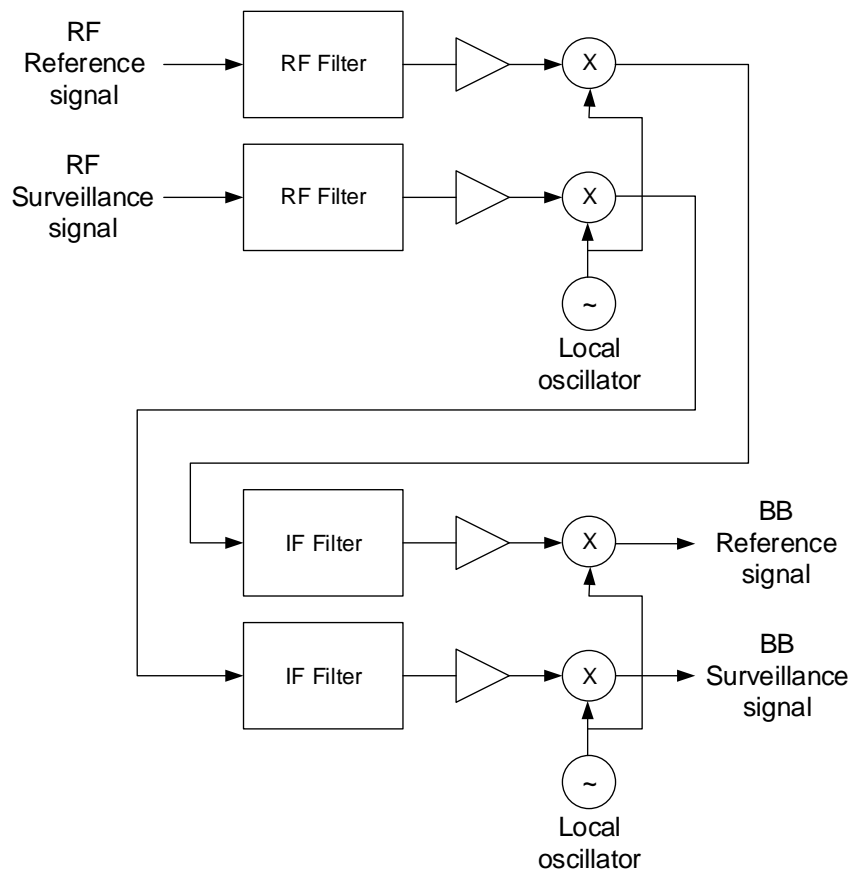 RF
Reference
signal
RF Filter
X
RF
Surveillance
signal
RF Filter
X
~
Local
oscillator
IF Filter
X
BB
Reference
signal
IF Filter
X
BB
Surveillance
signal
~
Local
oscillator